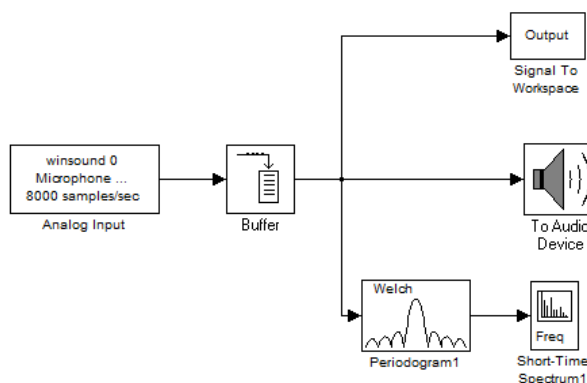 Output
Signal To
Workspace
winsound 0
Microphone ...
8000 samples/sec
Analog Input
Buffer
To Audio
Device
Welch
Periodogram1
Freq
Short-Time
Spectrum1